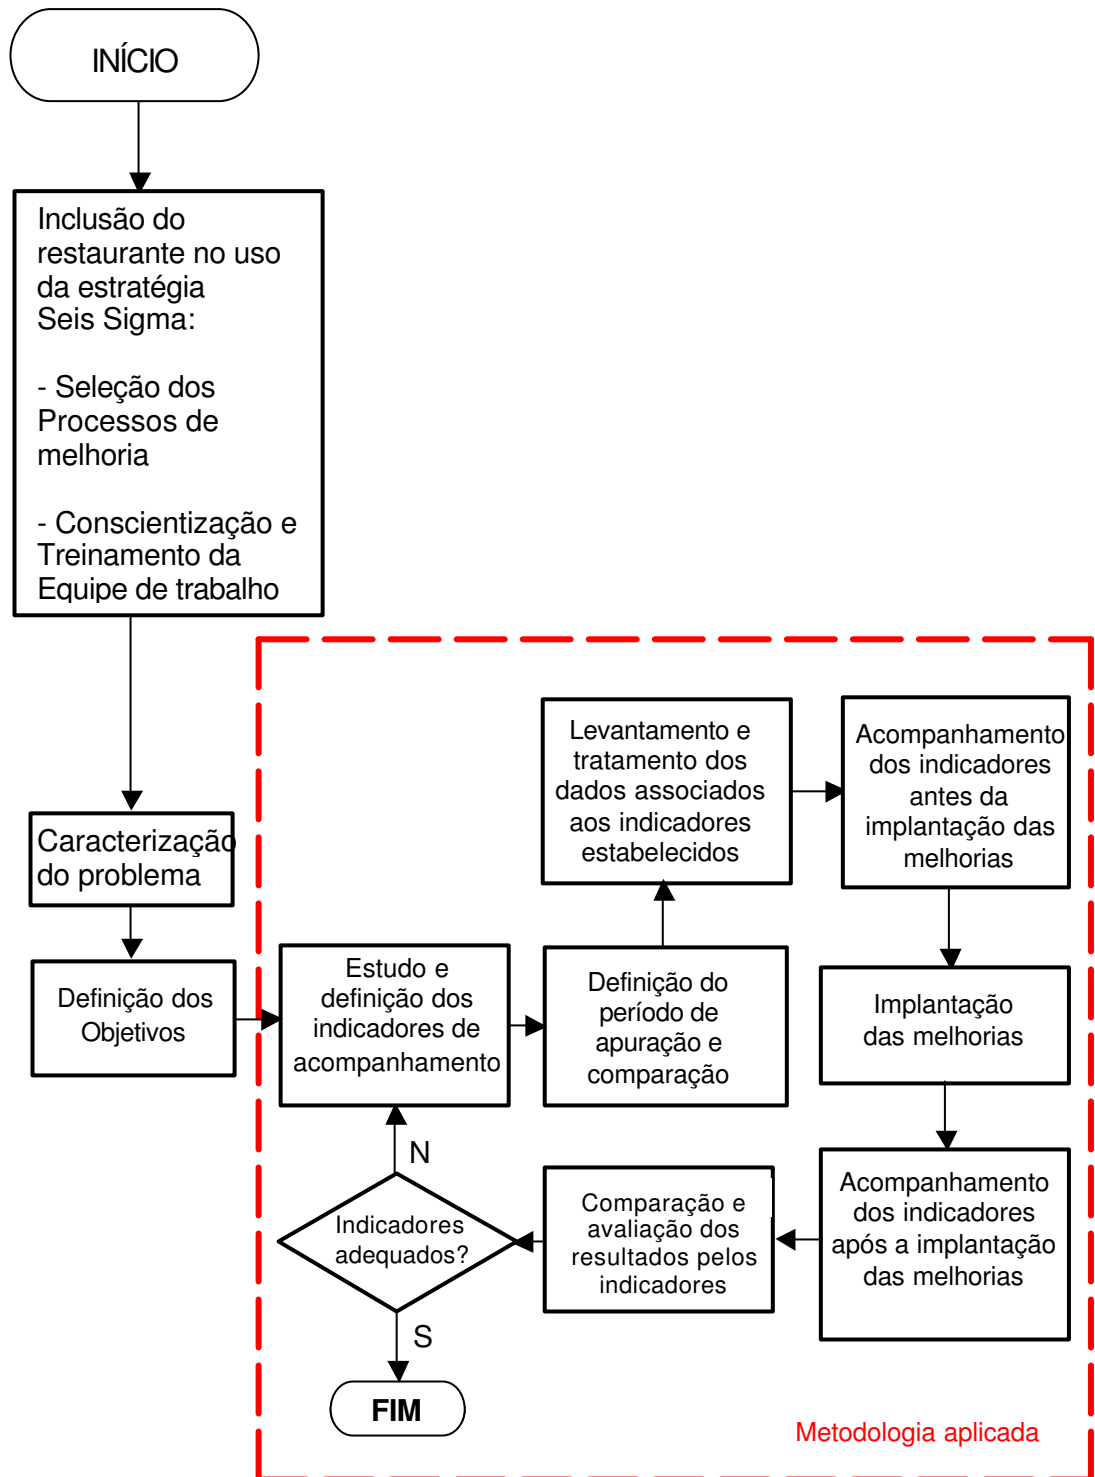 INÍCIO
Inclusão do
restaurante no uso
da estratégia
Seis Sigma:
- Seleção dos
Processos de
melhoria
- Conscientização e
Treinamento da
Equipe de trabalho
Caracterização
do problema
Definição dos
Objetivos
Estudo e
definição dos
indicadores de
acompanhamento
Definição do
período de
apuração e
comparação
Levantamento e
tratamento dos
dados associados
aos indicadores
estabelecidos
Acompanhamento
dos indicadores
antes da
implantação das
melhorias
Implantação
das melhorias
Acompanhamento
dos indicadores
após a implantação
das melhorias
Comparação e
avaliação dos
resultados pelos
indicadores
Indicadores
adequados?
N
S
FIM
Metodologia aplicada